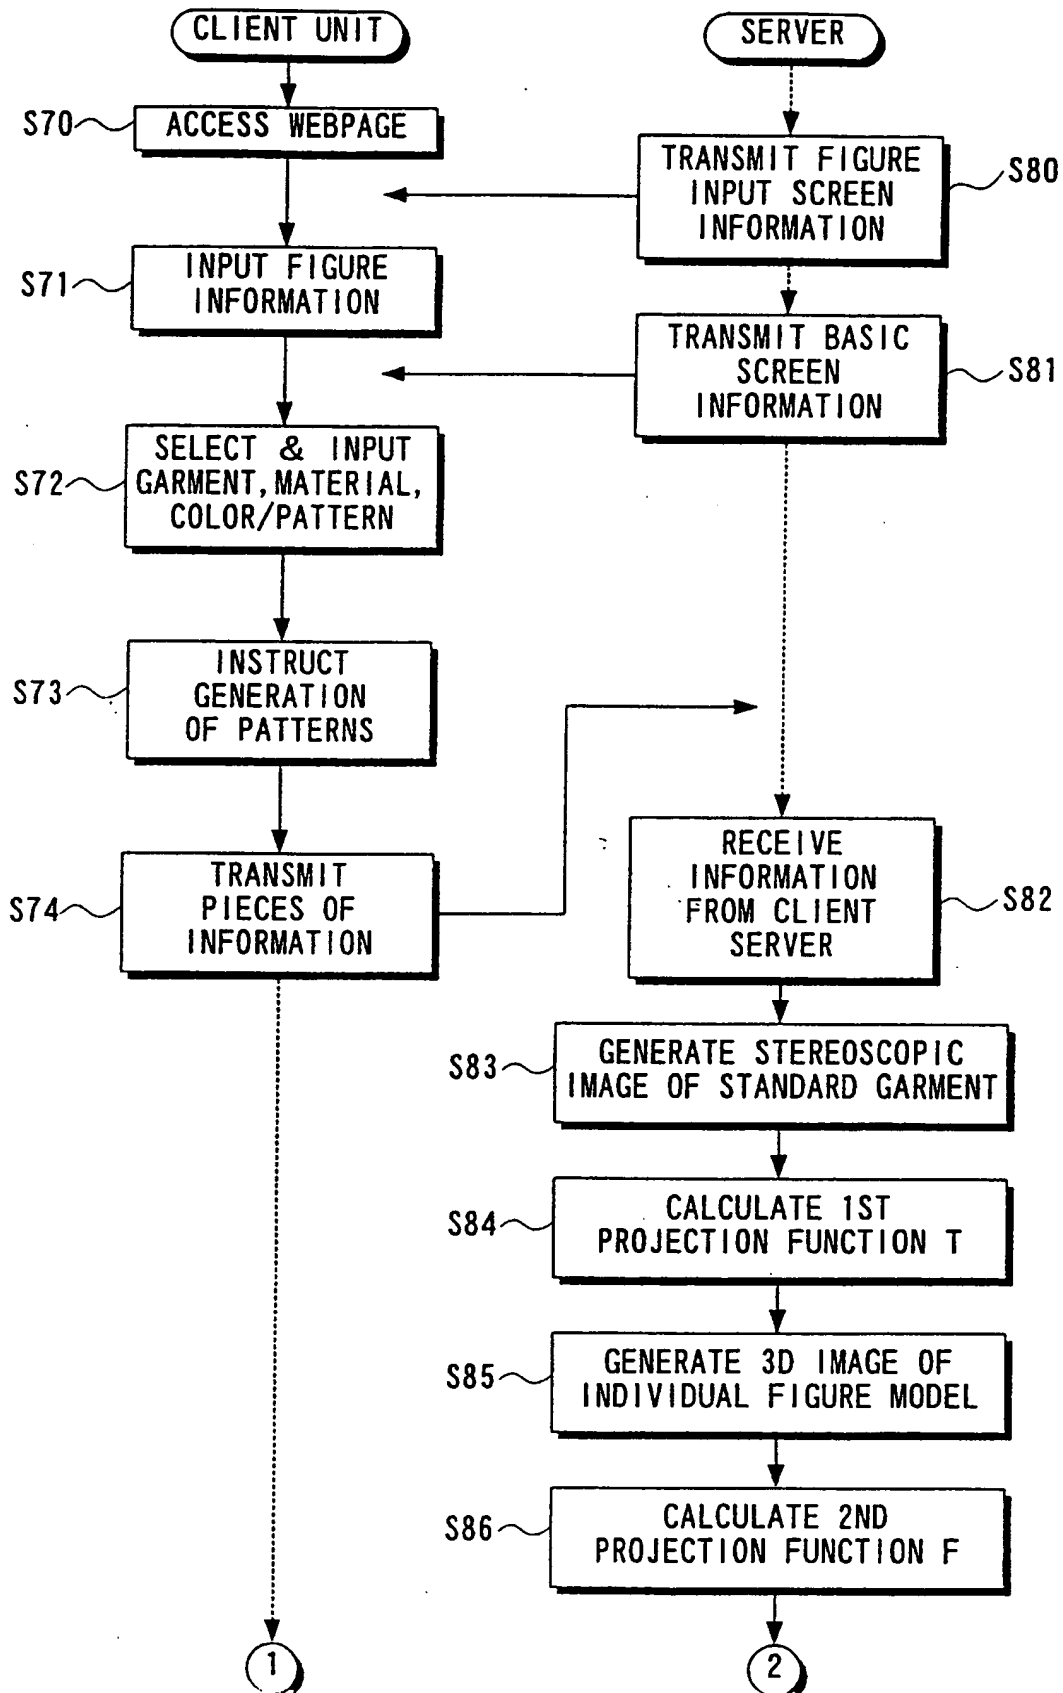 CLIENT UNIT
S70
ACCESS WEBPAGE
S71
INPUT FIGURE
INFORMATION
S72
SELECT & INPUT
GARMENT, MATERIAL,
COLOR/PATTERN
S73
INSTRUCT
GENERATION
OF PATTERNS
S74
TRANSMIT
PIECES OF
INFORMATION
1
SERVER
TRANSMIT FIGURE
INPUT SCREEN
INFORMATION
S80
TRANSMIT BASIC
SCREEN
INFORMATION
S81
RECEIVE
INFORMATION
FROM CLIENT
SERVER
S82
S83
GENERATE STEREOSCOPIC
IMAGE OF STANDARD GARMENT
S84
CALCULATE 1ST
PROJECTION FUNCTION T
S85
GENERATE 3D IMAGE OF
INDIVIDUAL FIGURE MODEL
S86
CALCULATE 2ND
PROJECTION FUNCTION F
2